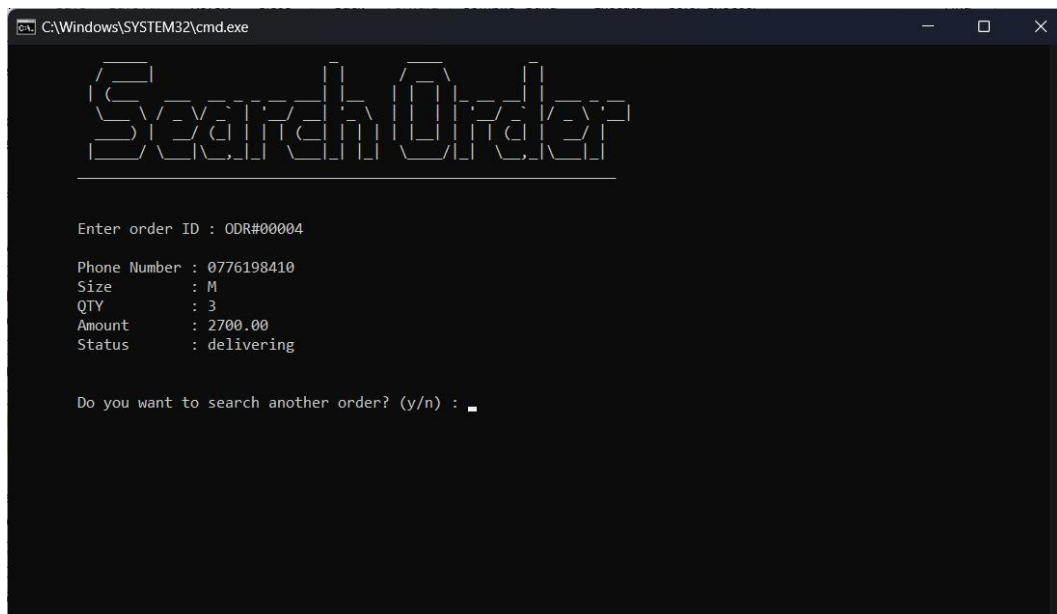 C:\Windows\SYSTEM32\cmd.exe
Search Order
Enter order ID : ODR#00004
Phone Number : 0776198410
Size : M
QTY : 3
Amount : 2700.00
Status : delivering
Do you want to search another order? (y/n) :